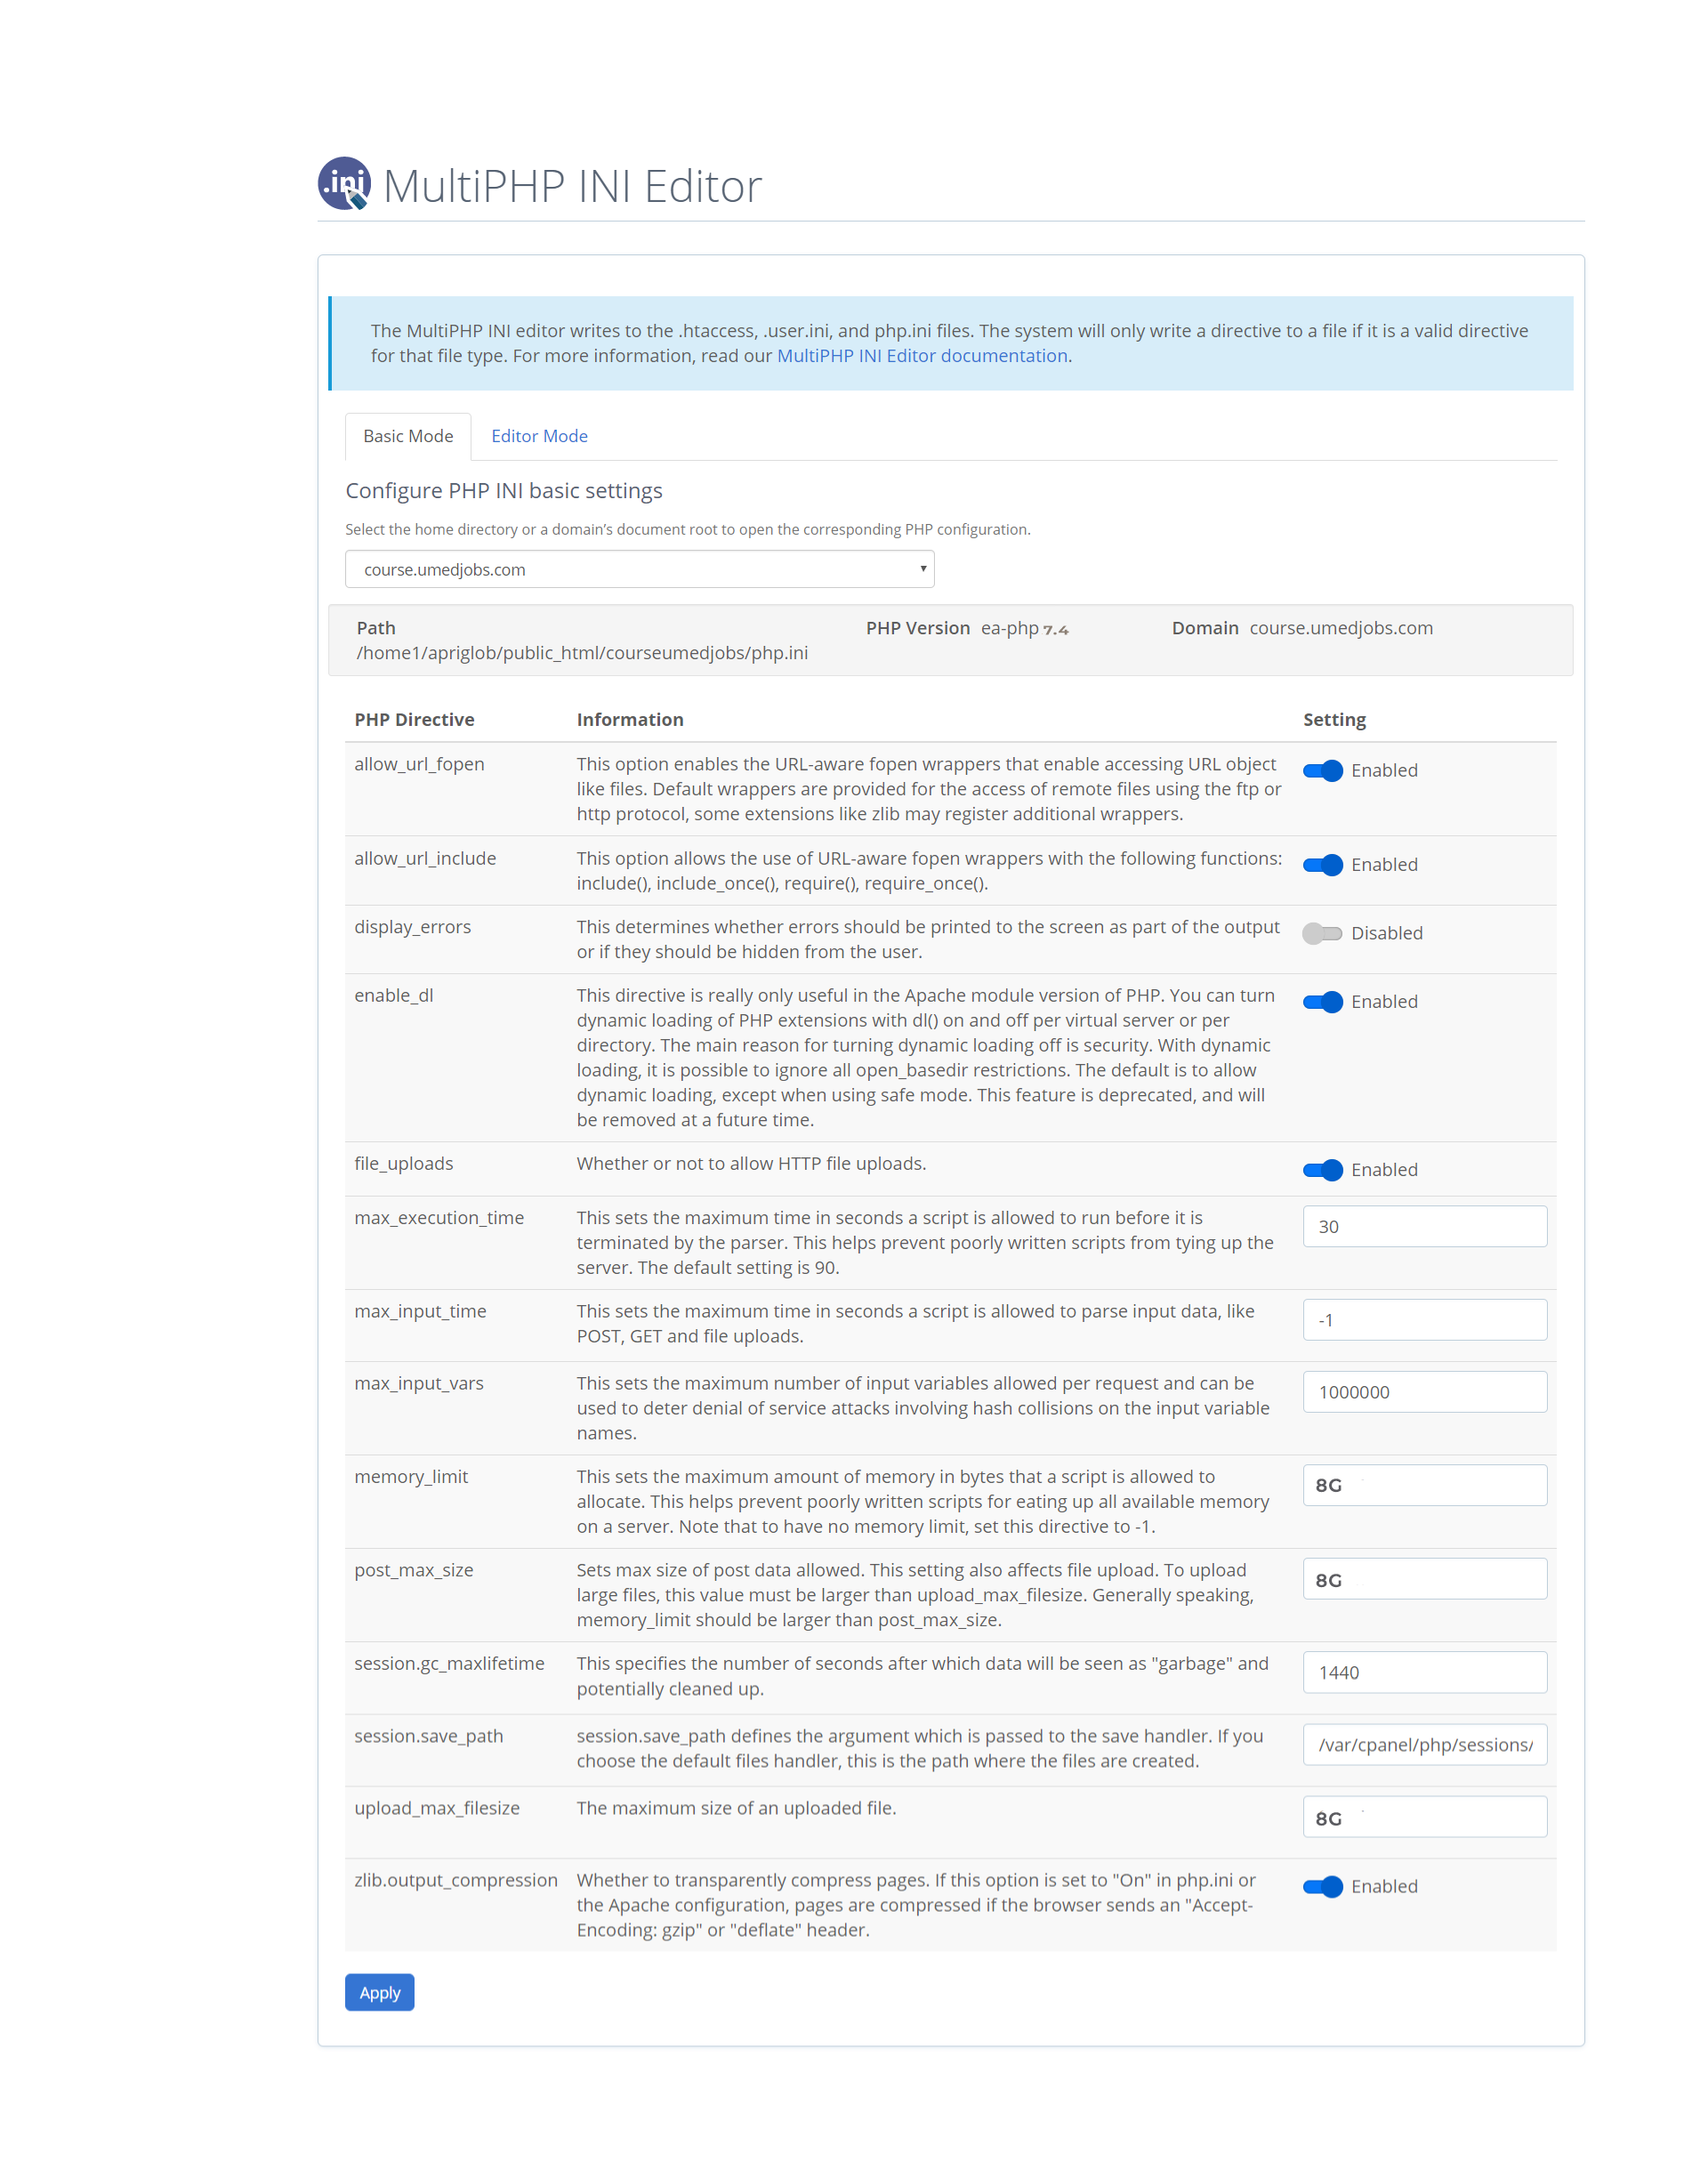 .ini MultiPHP INI Editor
The MultiPHP INI editor writes to the .htaccess, .user.ini, and php.ini files. The system will only write a directive to a file if it is a valid directive
for that file type. For more information, read our MultiPHP INI Editor documentation.
Basic Mode Editor Mode
Configure PHP INI basic settings
Select the home directory or a domain's document root to open the corresponding PHP configuration.
course.umedjobs.com
Path PHP Version ea-php 7.4 Domain course.umedjobs.com
/home1/apriglob/public_html/courseumedjobs/php.ini
PHP Directive Information Setting
allow_url_fopen This option enables the URL-aware fopen wrappers that enable accessing URL object Enabled
like files. Default wrappers are provided for the access of remote files using the ftp or
http protocol, some extensions like zlib may register additional wrappers.
allow_url_include This option allows the use of URL-aware fopen wrappers with the following functions: Enabled
include(), include_once(), require(), require_once().
display_errors This determines whether errors should be printed to the screen as part of the output Disabled
or if they should be hidden from the user.
enable_dl This directive is really only useful in the Apache module version of PHP. You can turn Enabled
dynamic loading of PHP extensions with dl() on and off per virtual server or per
directory. The main reason for turning dynamic loading off is security. With dynamic
loading, it is possible to ignore all open_basedir restrictions. The default is to allow
dynamic loading, except when using safe mode. This feature is deprecated, and will
be removed at a future time.
file_uploads Whether or not to allow HTTP file uploads. Enabled
max_execution_time This sets the maximum time in seconds a script is allowed to run before it is 30
terminated by the parser. This helps prevent poorly written scripts from tying up the
server. The default setting is 90.
max_input_time This sets the maximum time in seconds a script is allowed to parse input data, like -1
POST, GET and file uploads.
max_input_vars This sets the maximum number of input variables allowed per request and can be 1000000
used to deter denial of service attacks involving hash collisions on the input variable
names.
memory_limit This sets the maximum amount of memory in bytes that a script is allowed to 8G
allocate. This helps prevent poorly written scripts for eating up all available memory
on a server. Note that to have no memory limit, set this directive to -1.
post_max_size Sets max size of post data allowed. This setting also affects file upload. To upload 8G
large files, this value must be larger than upload_max_filesize. Generally speaking,
memory_limit should be larger than post_max_size.
session.gc_maxlifetime This specifies the number of seconds after which data will be seen as "garbage" and 1440
potentially cleaned up.
session.save_path session.save_path defines the argument which is passed to the save handler. If you /var/cpanel/php/sessions/
choose the default files handler, this is the path where the files are created.
upload_max_filesize The maximum size of an uploaded file. 8G
zlib.output_compression Whether to transparently compress pages. If this option is set to "On" in php.ini or Enabled
the Apache configuration, pages are compressed if the browser sends an "Accept-
Encoding: gzip" or "deflate" header.
Apply